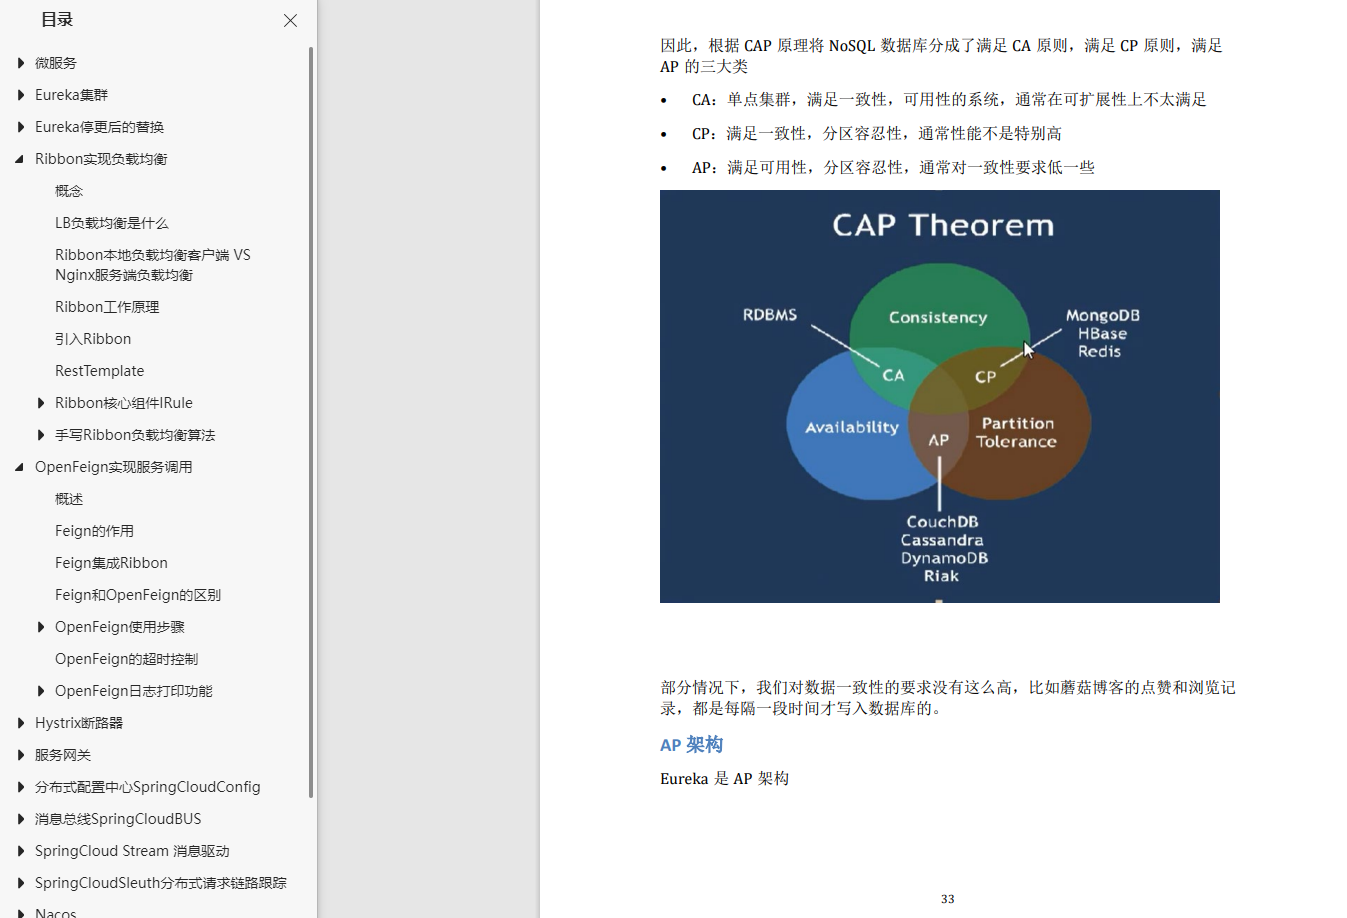 目录
微服务
Eureka集群
Eureka停更后的替换
Ribbon实现负载均衡
概念
LB负载均衡是什么
Ribbon本地负载均衡客户端 VS
Nginx服务端负载均衡
Ribbon工作原理
引入Ribbon
RestTemplate
Ribbon核心组件IRule
手写Ribbon负载均衡算法
OpenFeign实现服务调用
概述
Feign的作用
Feign集成Ribbon
Feign和OpenFeign的区别
OpenFeign使用步骤
OpenFeign的超时控制
OpenFeign日志打印功能
Hystrix断路器
服务网关
分布式配置中心SpringCloudConfig
消息总线SpringCloudBUS
SpringCloud Stream 消息驱动
SpringCloudSleuth分布式请求链路跟踪
Nacos
因此，根据 CAP 原理将 NoSQL 数据库分成了满足 CA 原则，满足 CP 原则，满足
AP 的三大类
• CA：单点集群，满足一致性，可用性的系统，通常在可扩展性上不太满足
• CP：满足一致性，分区容忍性，通常性能不是特别高
• AP：满足可用性，分区容忍性，通常对一致性要求低一些
CAP Theorem
RDBMS
Consistency
MongoDB
HBase
Redis
CA
CP
Availability
Partition
Tolerance
AP
CouchDB
Cassandra
DynamoDB
Riak
部分情况下，我们对数据一致性的要求没有这么高，比如蘑菇博客的点赞和浏览记
录，都是每隔一段时间才写入数据库的。
AP 架构
Eureka 是 AP 架构
33